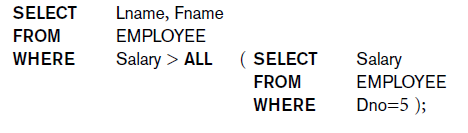 SELECT Lname, Fname
FROM EMPLOYEE
WHERE Salary > ALL ( SELECT Salary
FROM EMPLOYEE
WHERE Dno=5 );